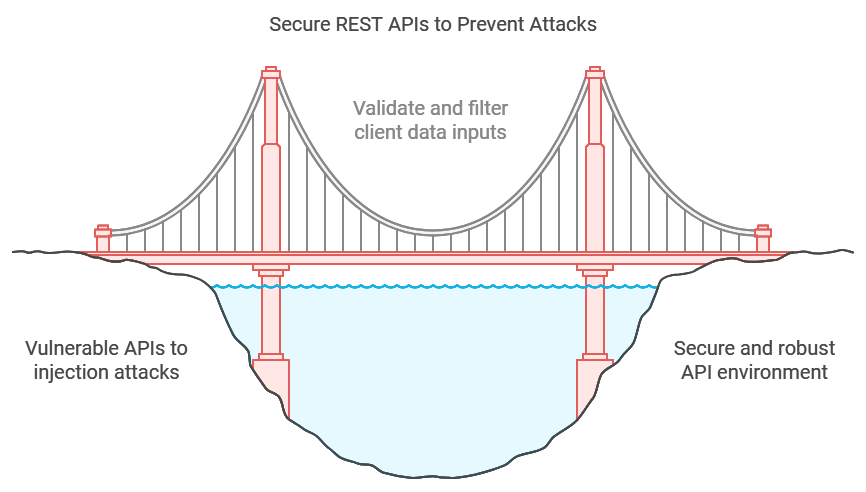 Secure REST APIs to Prevent Attacks
Validate and filter
client data inputs
Vulnerable APIs to
injection attacks
Secure and robust
API environment